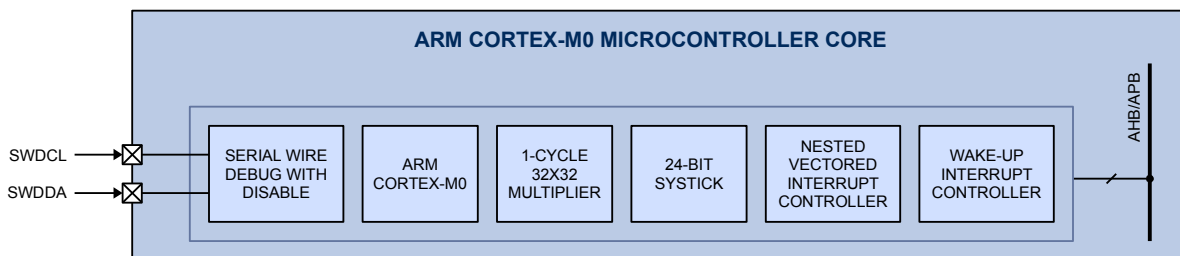 ARM CORTEX-M0 MICROCONTROLLER CORE
AHB/APB
SWDCL
SWDDA
SERIAL WIRE
DEBUG WITH
DISABLE
ARM
CORTEX-M0
1-CYCLE
32X32
MULTIPLIER
24-BIT
SYSTICK
NESTED
VECTORED
INTERRUPT
CONTROLLER
WAKE-UP
INTERRUPT
CONTROLLER